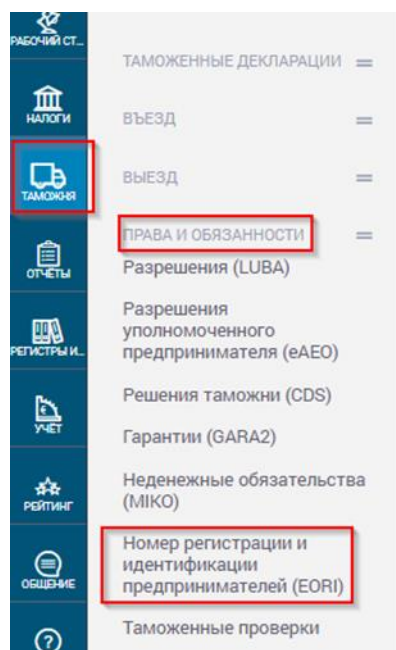 РАБОЧИЙ СТ...
НАЛОГИ
ТАМОЖНЯ
ОТЧЁТЫ
РЕГИСТРЫ И...
УЧЁТ
РЕЙТИНГ
ОБЩЕНИЕ
?
ТАМОЖЕННЫЕ ДЕКЛАРАЦИИ
ВЪЕЗД
ВЫЕЗД
ПРАВА И ОБЯЗАННОСТИ
Разрешения (LUBA)
Разрешения
уполномоченного
предпринимателя (eAEO)
Решения таможни (CDS)
Гарантии (GARA2)
Неденежные обязательства
(MIKO)
Номер регистрации и
идентификации
предпринимателей (EORI)
Таможенные проверки